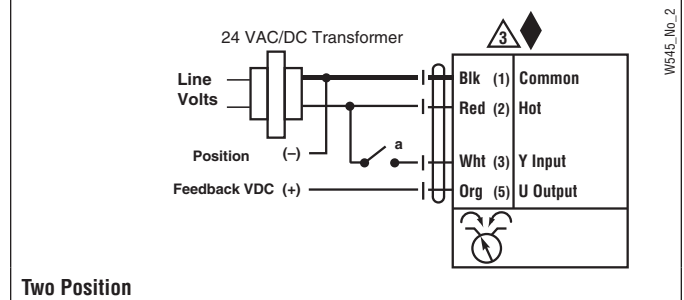 24 VAC/DC Transformer
3
W545_No_2
Line
Volts
Blk (1) Common
Red (2) Hot
a
Position (–)
Wht (3) Y Input
Feedback VDC (+)
Org (5) U Output
Two Position